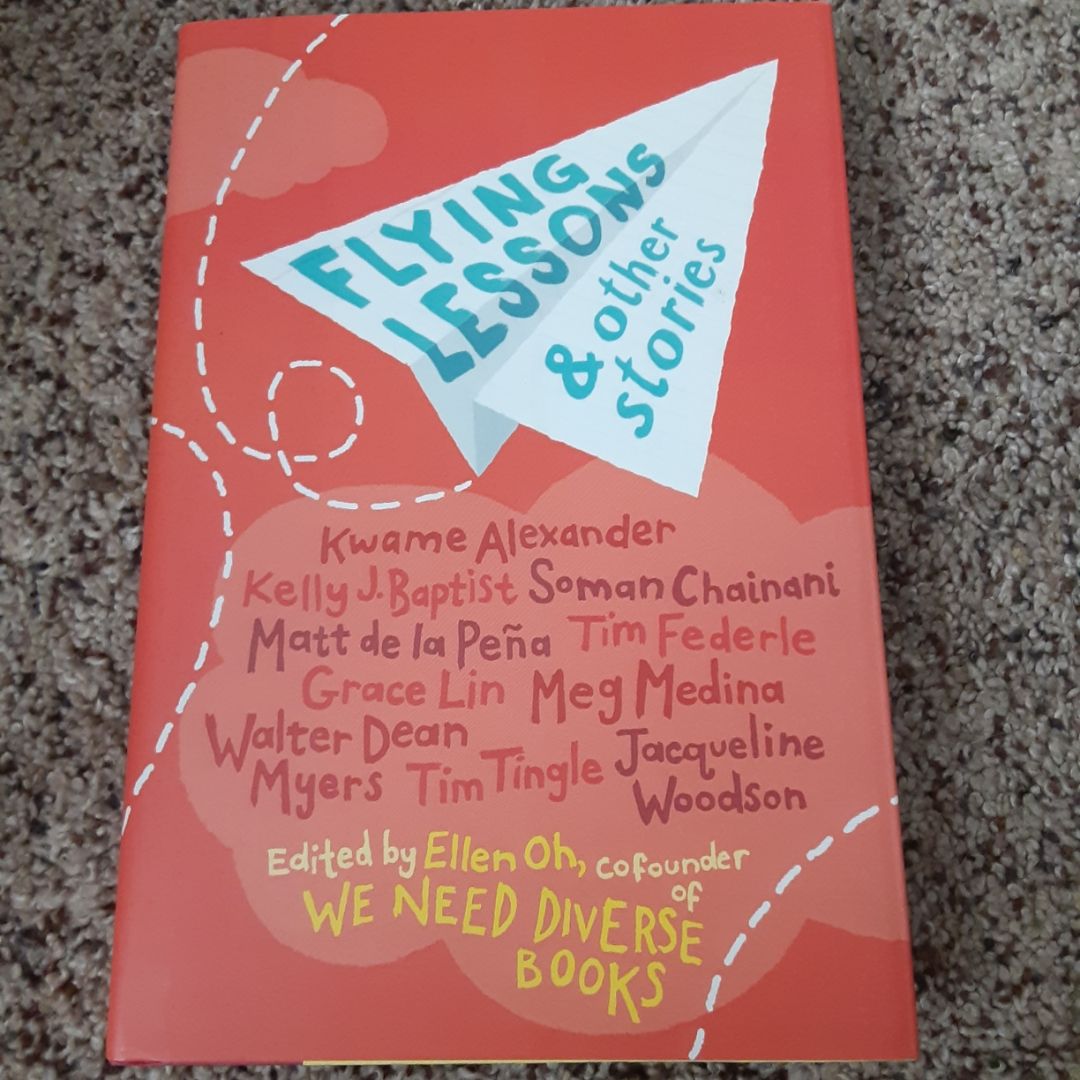 FLYING
LESSONS
& other
stories
Kwame Alexander
Kelly J. Baptist Soman Chainani
Matt de la Peña Tim Federle
Grace Lin Meg Medina
Walter Dean
Myers Tim Tingle Jacqueline
Woodson
Edited by Ellen Oh, cofounder
of
WE NEED DIVERSE
BOOKS